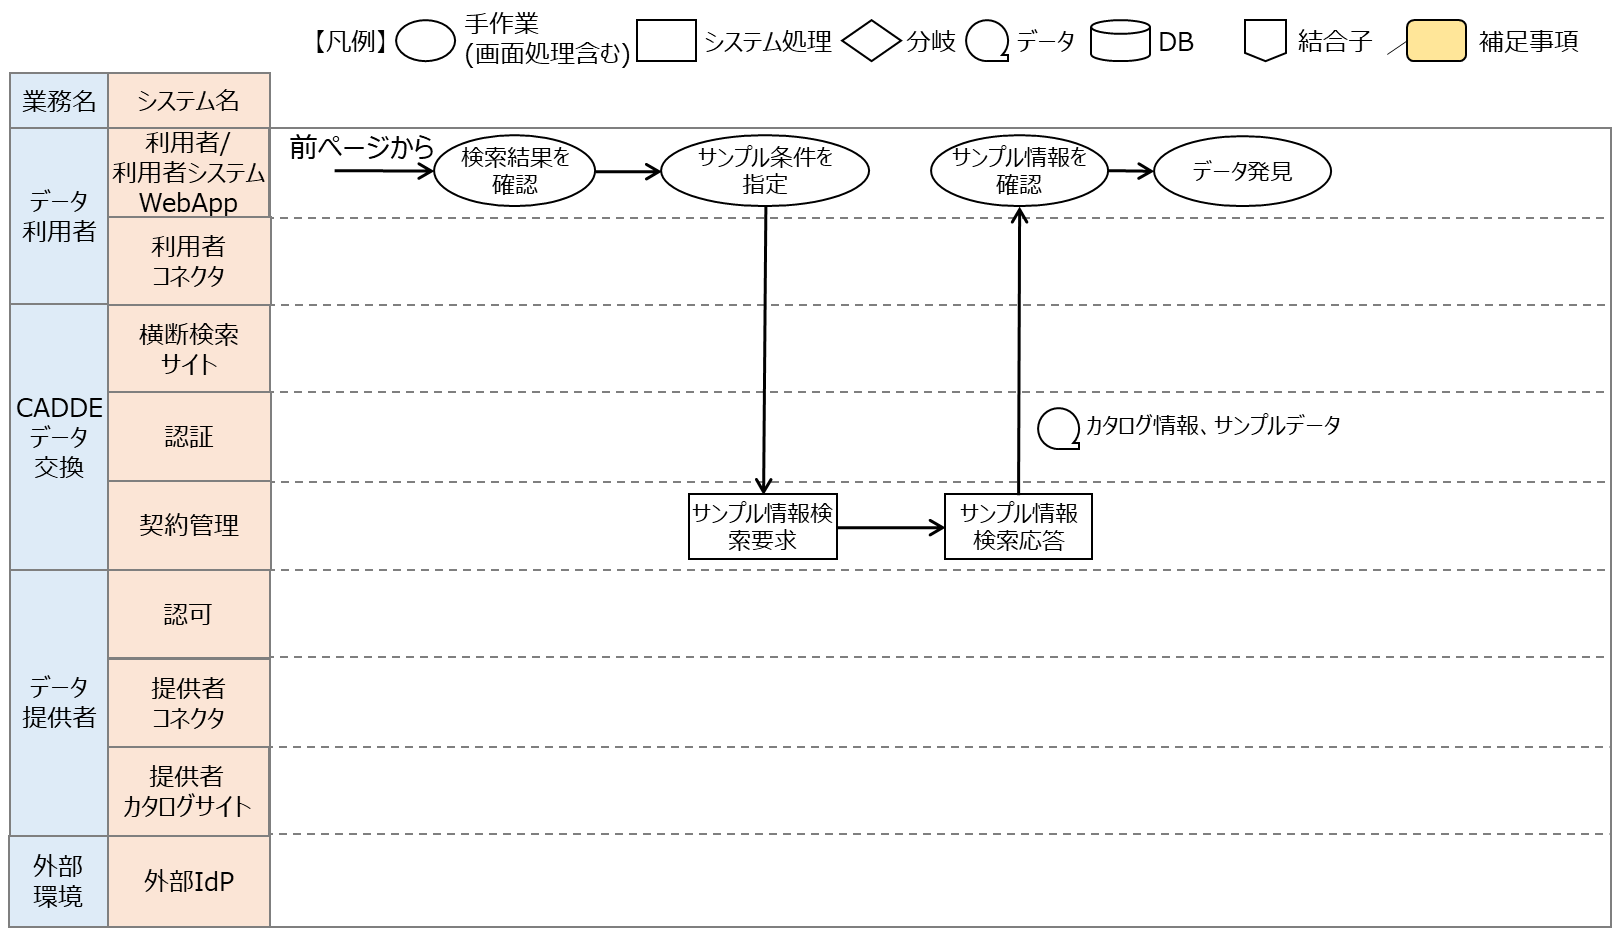 【凡例】
手作業
(画面処理含む)
システム処理
分岐
データ
DB
結合子
補足事項
業務名
システム名
データ
利用者
利用者/
利用者システム
WebApp
前ページから
検索結果を
確認
サンプル条件を
指定
サンプル情報を
確認
データ発見
利用者
コネクタ
CADDE
データ
交換
横断検索
サイト
認証
カタログ情報、サンプルデータ
契約管理
サンプル情報検
索要求
サンプル情報
検索応答
データ
提供者
認可
提供者
コネクタ
提供者
カタログサイト
外部
環境
外部IdP